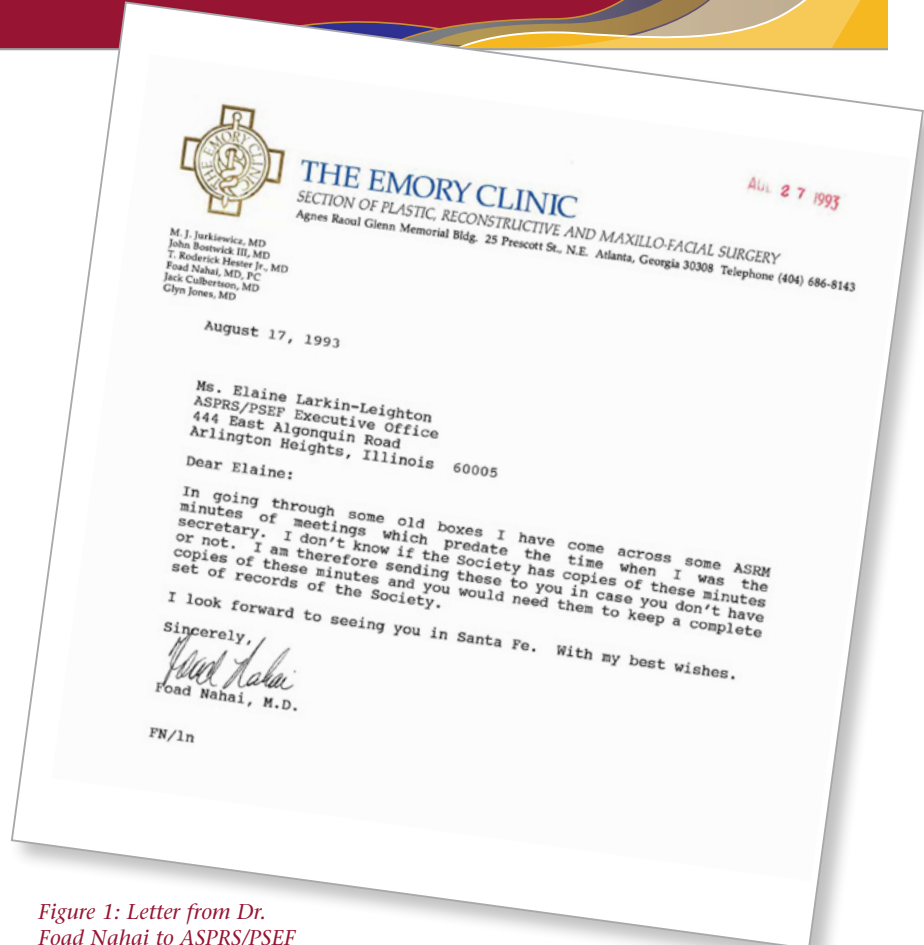 THE EMORY CLINIC
THE EMORY CLINIC
SECTION OF PLASTIC, RECONSTRUCTIVE AND MAXILLO-FACIAL SURGERY
Agnes Raoul Glenn Memorial Bldg. 25 Prescott St., N.E. Atlanta, Georgia 30308 Telephone (404) 686-8143
AUG 27 1993
M. J. Jurkiewicz, MD
John Bostwick III, MD
T. Roderick Hester Jr., MD
Foad Nahai, MD, PC
Jack Culbertson, MD
Glyn Jones, MD
August 17, 1993
Ms. Elaine Larkin-Leighton
ASPRS/PSEF Executive Office
444 East Algonquin Road
Arlington Heights, Illinois 60005
Dear Elaine:
In going through some old boxes I have come across some ASRM
minutes of meetings which predate the time when I was the
secretary. I don't know if the Society has copies of these minutes
or not. I am therefore sending these to you in case you don't have
copies of these minutes and you would need them to keep a complete
set of records of the Society.
I look forward to seeing you in Santa Fe. With my best wishes.
Sincerely,
Foad Nahai
Foad Nahai, M.D.
FN/ln
Figure 1: Letter from Dr.
Foad Nahai to ASPRS/PSEF